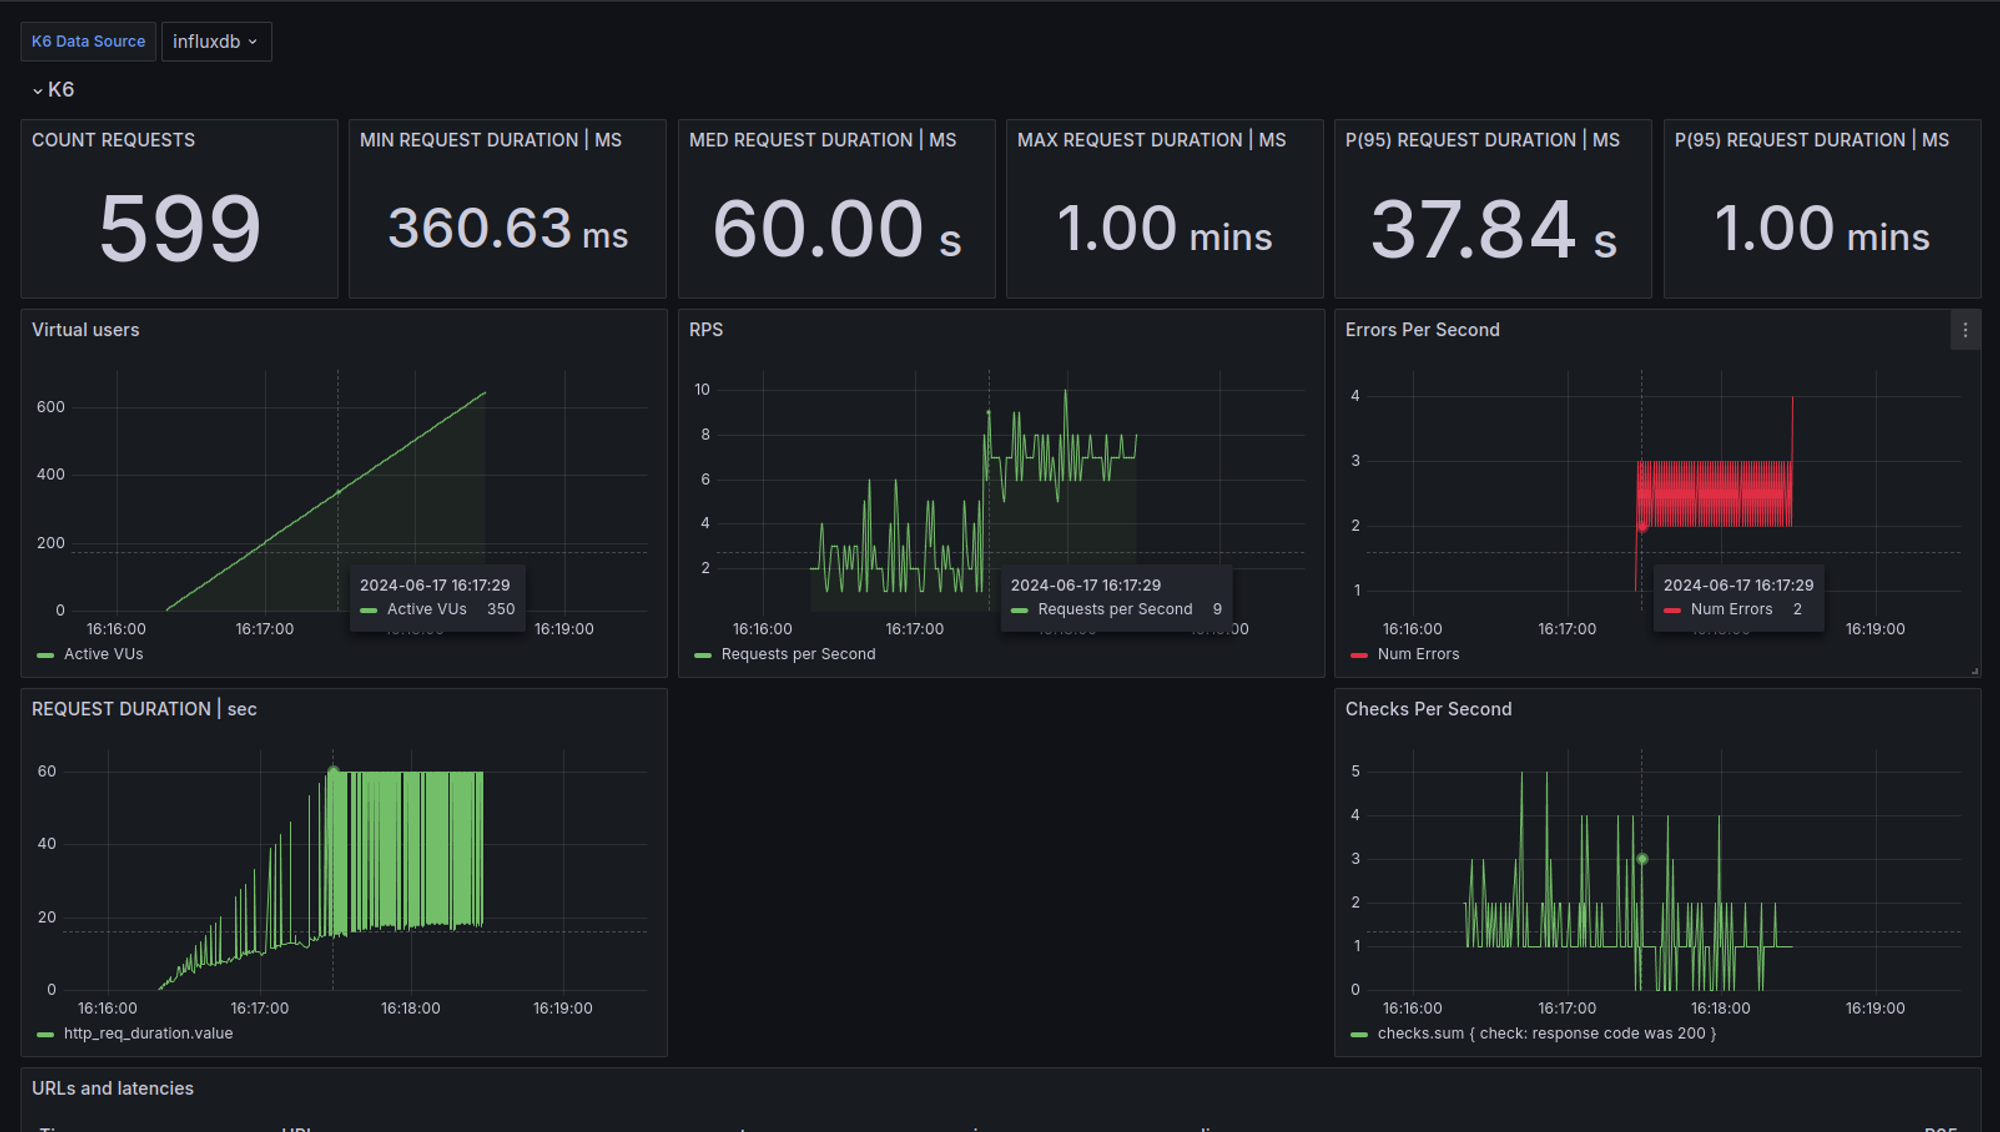 K6 Data Source influxdb
K6
COUNT REQUESTS
599
MIN REQUEST DURATION | MS
360.63 ms
MED REQUEST DURATION | MS
60.00 s
MAX REQUEST DURATION | MS
1.00 mins
P(95) REQUEST DURATION | MS
37.84 s
P(95) REQUEST DURATION | MS
1.00 mins
Virtual users
600
400
200
0
16:16:00 16:17:00 16:19:00
2024-06-17 16:17:29
Active VUs 350
Active VUs
RPS
10
8
6
4
2
16:16:00 16:17:00
2024-06-17 16:17:29
Requests per Second 9
Requests per Second
Errors Per Second
4
3
2
1
16:16:00 16:17:00 16:19:00
2024-06-17 16:17:29
Num Errors 2
Num Errors
REQUEST DURATION | sec
60
40
20
0
16:16:00 16:17:00 16:18:00 16:19:00
http_req_duration.value
Checks Per Second
5
4
3
2
1
0
16:16:00 16:17:00 16:18:00 16:19:00
checks.sum { check: response code was 200 }
URLs and latencies